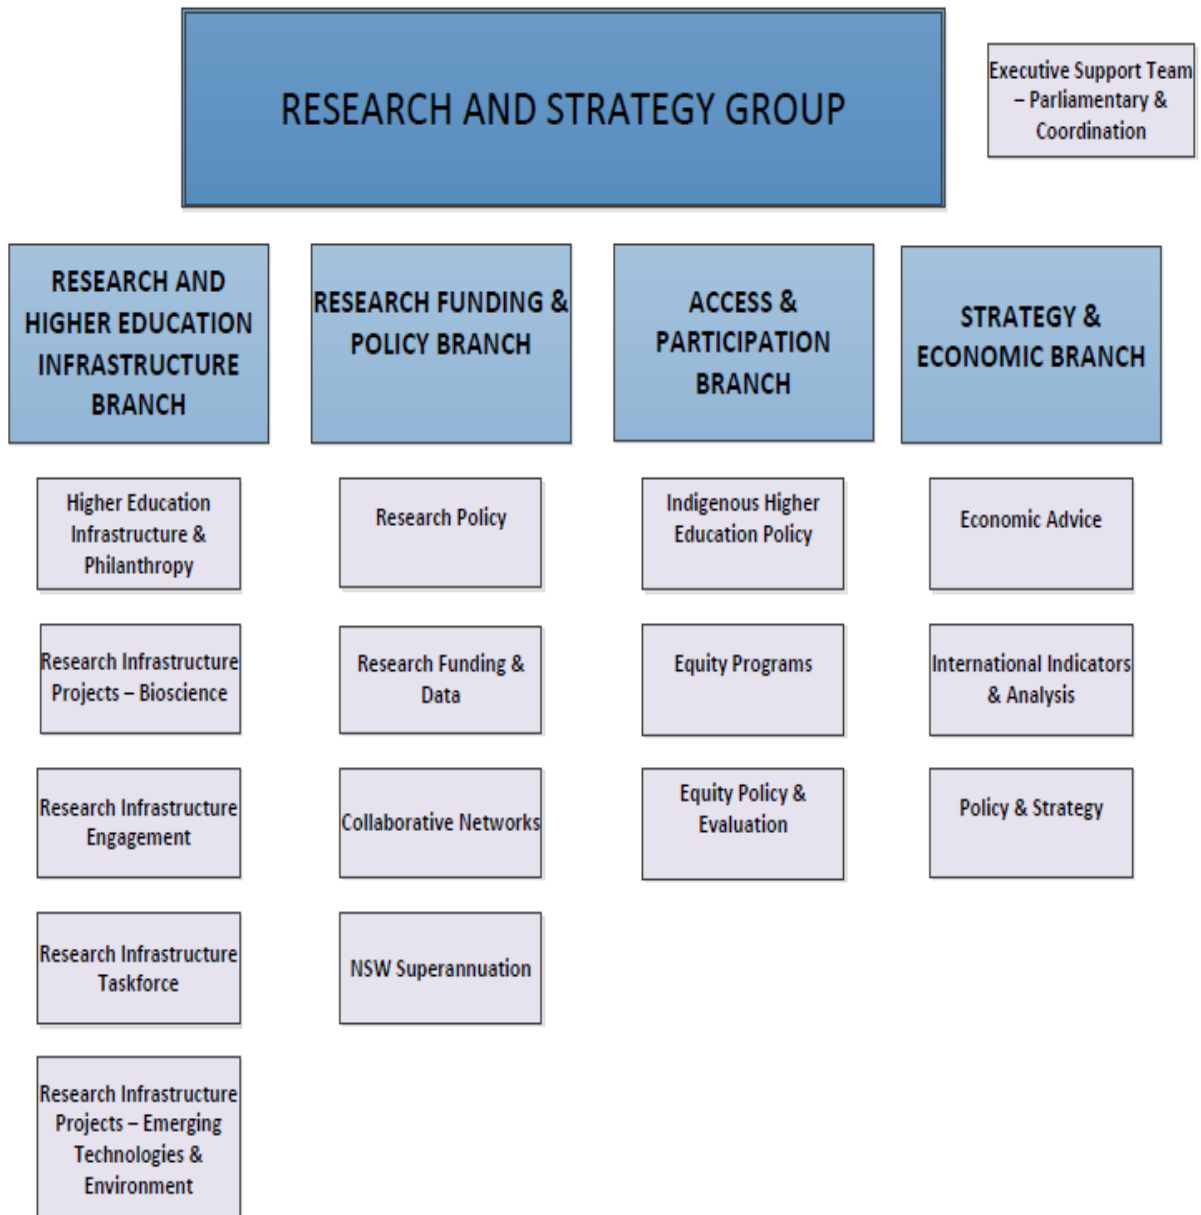 RESEARCH AND STRATEGY GROUP
Executive Support Team
– Parliamentary &
Coordination
RESEARCH AND
HIGHER EDUCATION
INFRASTRUCTURE
BRANCH
Higher Education
Infrastructure &
Philanthropy
Research Infrastructure
Projects – Bioscience
Research Infrastructure
Engagement
Research Infrastructure
Taskforce
Research Infrastructure
Projects – Emerging
Technologies &
Environment
RESEARCH FUNDING &
POLICY BRANCH
Research Policy
Research Funding &
Data
Collaborative Networks
NSW Superannuation
ACCESS &
PARTICIPATION
BRANCH
Indigenous Higher
Education Policy
Equity Programs
Equity Policy &
Evaluation
STRATEGY &
ECONOMIC BRANCH
Economic Advice
International Indicators
& Analysis
Policy & Strategy